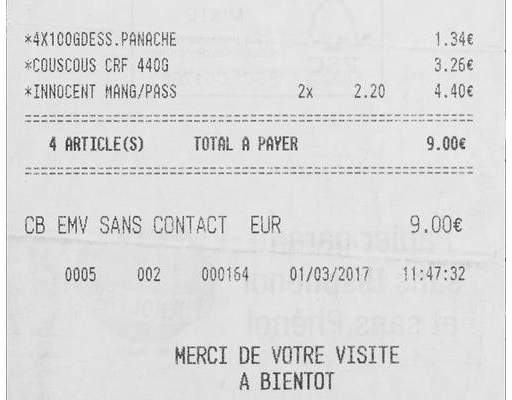 *4X100GDESS.PANACHE 1.34€
*COUSCOUS CRF 440G 3.26€
*INNOCENT MANG/PASS 2x 2.20 4.40€
4 ARTICLE(S) TOTAL A PAYER 9.00€
CB EMV SANS CONTACT EUR 9.00€
0005 002 000164 01/03/2017 11:47:32
MERCI DE VOTRE VISITE
A BIENTOT